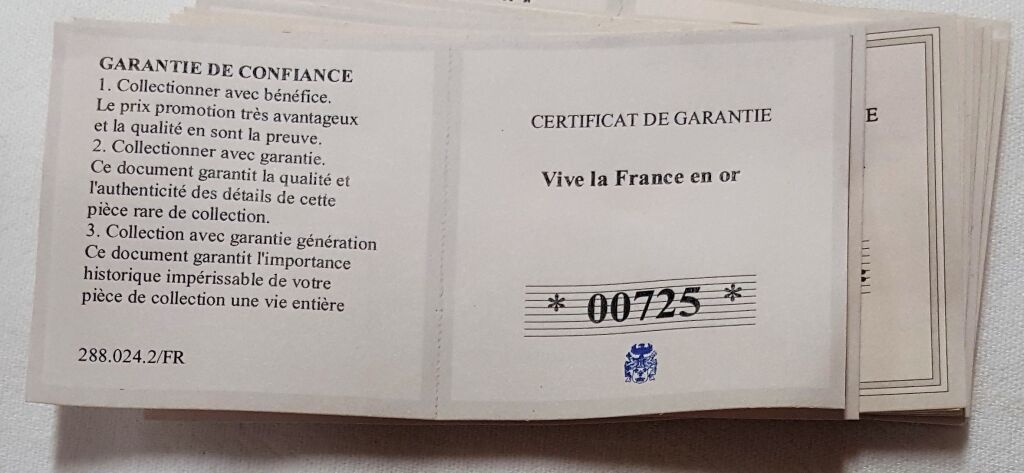 GARANTIE DE CONFIANCE
1. Collectionner avec bénéfice.
Le prix promotion très avantageux
et la qualité en sont la preuve.
2. Collectionner avec garantie.
Ce document garantit la qualité et
l'authenticité des détails de cette
pièce rare de collection.
3. Collection avec garantie génération
Ce document garantit l'importance
historique impérissable de votre
pièce de collection une vie entière
288.024.2/FR
CERTIFICAT DE GARANTIE
Vive la France en or
* 00725 *
E